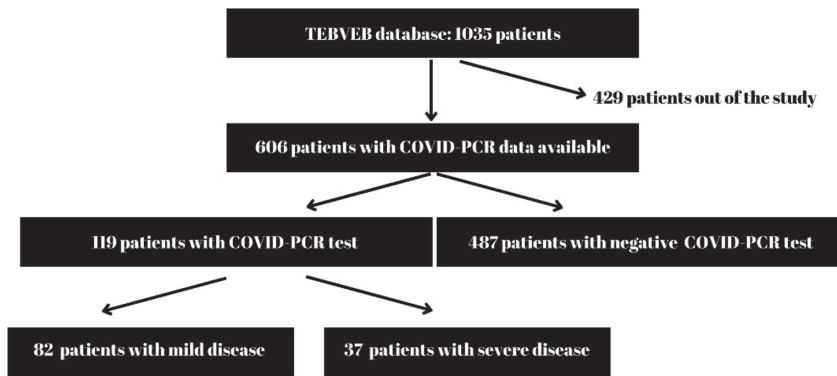 TEBVEB database: 1035 patients
429 patients out of the study
606 patients with COVID-PCR data available
119 patients with COVID-PCR test
487 patients with negative COVID-PCR test
82 patients with mild disease
37 patients with severe disease